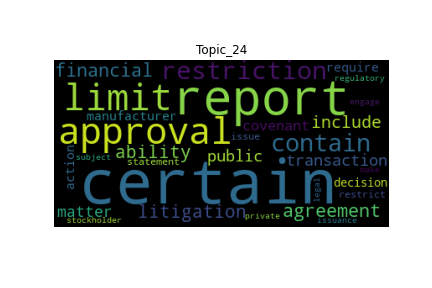 Topic_24
financial restriction require
regulatory
limit report engage
manufacturer
approval covenant include
issue
action ability public contain
subject statement transaction
certain make
legal decision
restrict
matter litigation agreement
stockholder private issuance